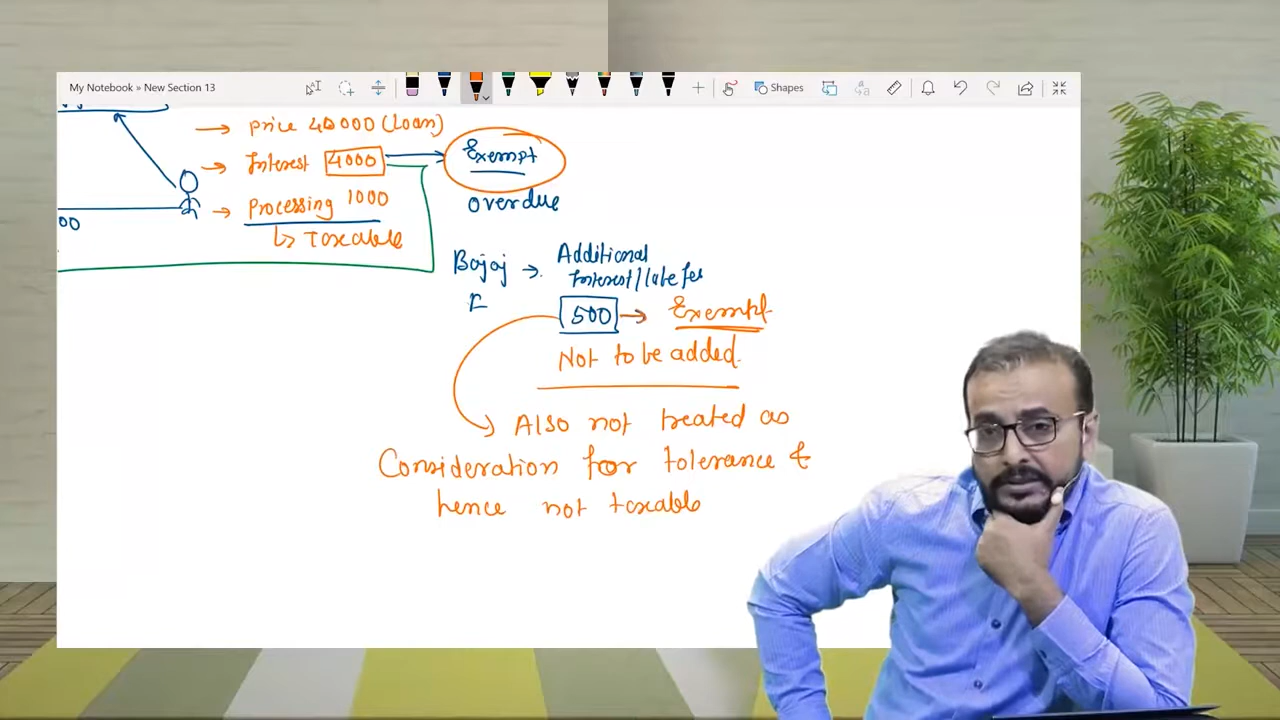 My Notebook » New Section 13
Shapes
→ Price 40000 (Loan)
→ Interest 4000 → Exempt
overdue
→ Processing 1000
↳ Taxable
00
Bajaj → Additional
Interest/late fee
F
500 → Exempt
Not to be added.
Also not treated as
Consideration for tolerance &
hence not taxable